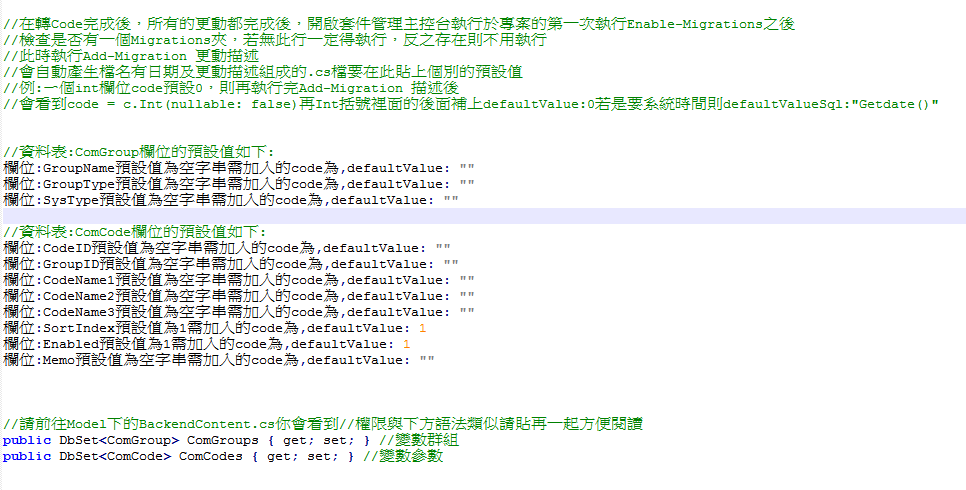 //在轉Code完成後，所有的更動都完成後，開啟套件管理主控台執行於專案的第一次執行Enable-Migrations之後
//檢查是否有一個Migrations夾，若無此行一定得執行，反之存在則不用執行
//此時執行Add-Migration 更動描述
//會自動產生檔名有日期及更動描述組成的.cs檔要在此貼上個別的預設值
//例:一個int欄位code預設0，則再執行完Add-Migration 描述後
//會看到code = c.Int(nullable: false)再Int括號裡面的後面補上defaultValue:0若是要系統時間則defaultValueSql:"Getdate()"
//資料表:ComGroup欄位的預設值如下:
欄位:GroupName預設值為空字串需加入的code為,defaultValue: ""
欄位:GroupType預設值為空字串需加入的code為,defaultValue: ""
欄位:SysType預設值為空字串需加入的code為,defaultValue: ""
//資料表:ComCode欄位的預設值如下:
欄位:CodeID預設值為空字串需加入的code為,defaultValue: ""
欄位:GroupID預設值為空字串需加入的code為,defaultValue: ""
欄位:CodeName1預設值為空字串需加入的code為,defaultValue: ""
欄位:CodeName2預設值為空字串需加入的code為,defaultValue: ""
欄位:CodeName3預設值為空字串需加入的code為,defaultValue: ""
欄位:SortIndex預設值為1需加入的code為,defaultValue: 1
欄位:Enabled預設值為1需加入的code為,defaultValue: 1
欄位:Memo預設值為空字串需加入的code為,defaultValue: ""
//請前往Model下的BackendContent.cs你會看到//權限與下方語法類似請貼再一起方便閱讀
public DbSet<ComGroup> ComGroups { get; set; } //變數群組
public DbSet<ComCode> ComCodes { get; set; } //變數參數